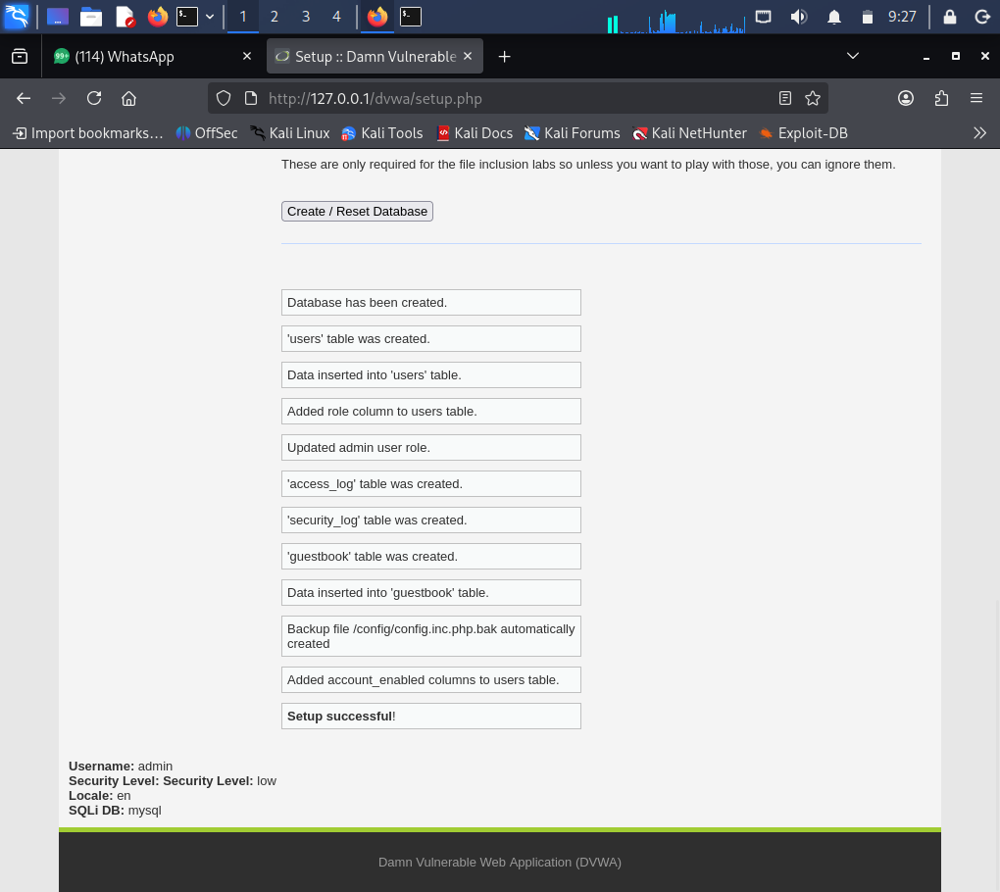 1 2 3 4 9:27
99+ (114) WhatsApp Setup :: Damn Vulnerable
http://127.0.0.1/dvwa/setup.php
Import bookmarks… OffSec Kali Linux Kali Tools Kali Docs Kali Forums Kali NetHunter Exploit-DB
These are only required for the file inclusion labs so unless you want to play with those, you can ignore them.
Create / Reset Database
Database has been created.
'users' table was created.
Data inserted into 'users' table.
Added role column to users table.
Updated admin user role.
'access_log' table was created.
'security_log' table was created.
'guestbook' table was created.
Data inserted into 'guestbook' table.
Backup file /config/config.inc.php.bak automatically
created
Added account_enabled columns to users table.
Setup successful!
Username: admin
Security Level: Security Level: low
Locale: en
SQLi DB: mysql
Damn Vulnerable Web Application (DVWA)